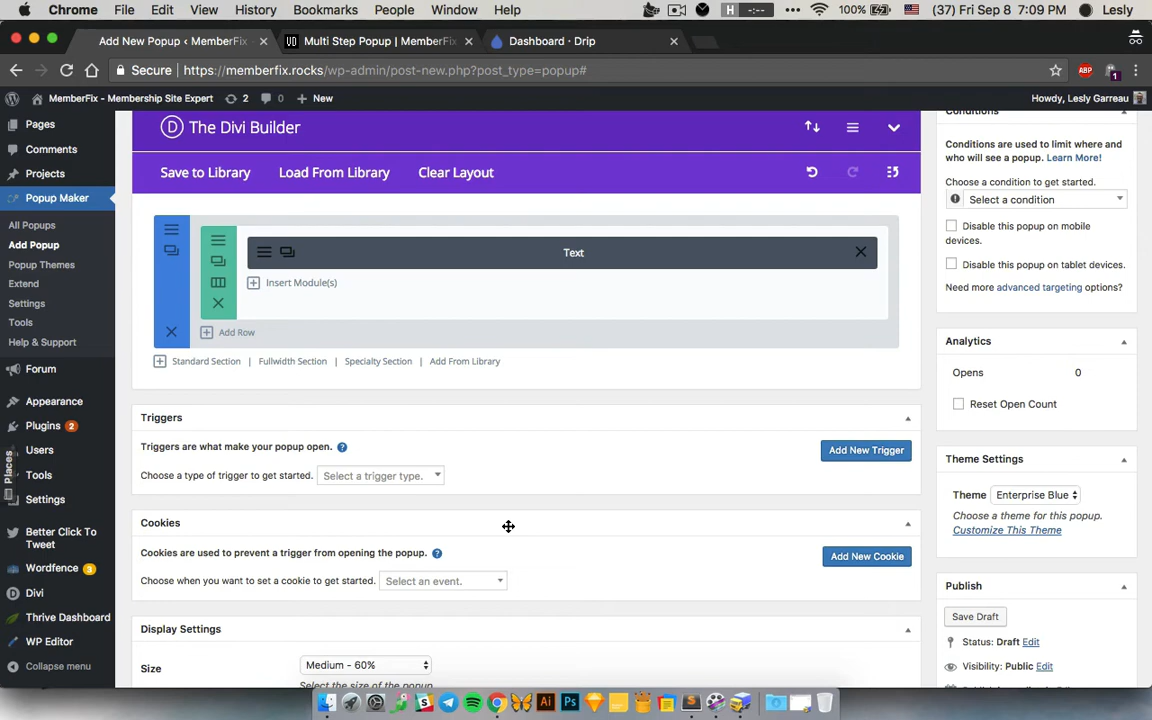 Chrome File Edit View History Bookmarks People Window Help H -:-- 100% (37) Fri Sep 8 7:09 PM Lesly
Add New Popup ‹ MemberFix Multi Step Popup | MemberFix Dashboard · Drip
Secure https://memberfix.rocks/wp-admin/post-new.php?post_type=popup# ABP 1
MemberFix - Membership Site Expert 2 New Howdy, Lesly Garreau
Pages
Comments
Projects
Popup Maker
All Popups
Add Popup
Popup Themes
Extend
Settings
Tools
Help & Support
Forum
Appearance
Plugins 2
Users
Tools
Settings
Better Click To
Tweet
Wordfence 3
Divi
Thrive Dashboard
WP Editor
Collapse menu
Places
D The Divi Builder
Save to Library Load From Library Clear Layout
Text
Insert Module(s)
Add Row
Standard Section | Fullwidth Section | Specialty Section | Add From Library
Triggers
Triggers are what make your popup open. ?
Add New Trigger
Choose a type of trigger to get started. Select a trigger type.
Cookies
Cookies are used to prevent a trigger from opening the popup. ?
Add New Cookie
Choose when you want to set a cookie to get started. Select an event.
Display Settings
Size Medium - 60%
Select the size of the popup
Conditions
Conditions are used to limit where and
who will see a popup. Learn More!
Choose a condition to get started.
Select a condition
Disable this popup on mobile
devices.
Disable this popup on tablet devices.
Need more advanced targeting options?
Analytics
Opens 0
Reset Open Count
Theme Settings
Theme Enterprise Blue
Choose a theme for this popup.
Customize This Theme
Publish
Save Draft
Status: Draft Edit
Visibility: Public Edit
Ai Ps